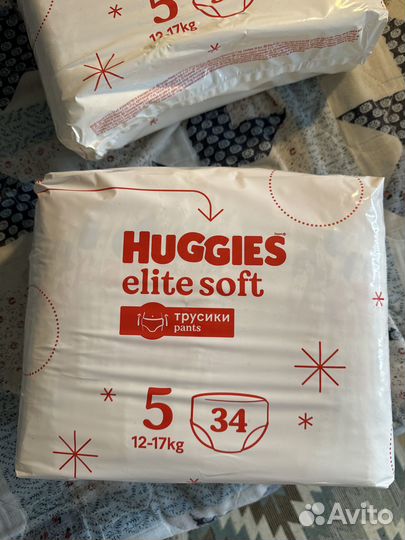 5
12-17kg
HUGGIES
elite soft
трусики
pants
5
34
12-17kg
Avito